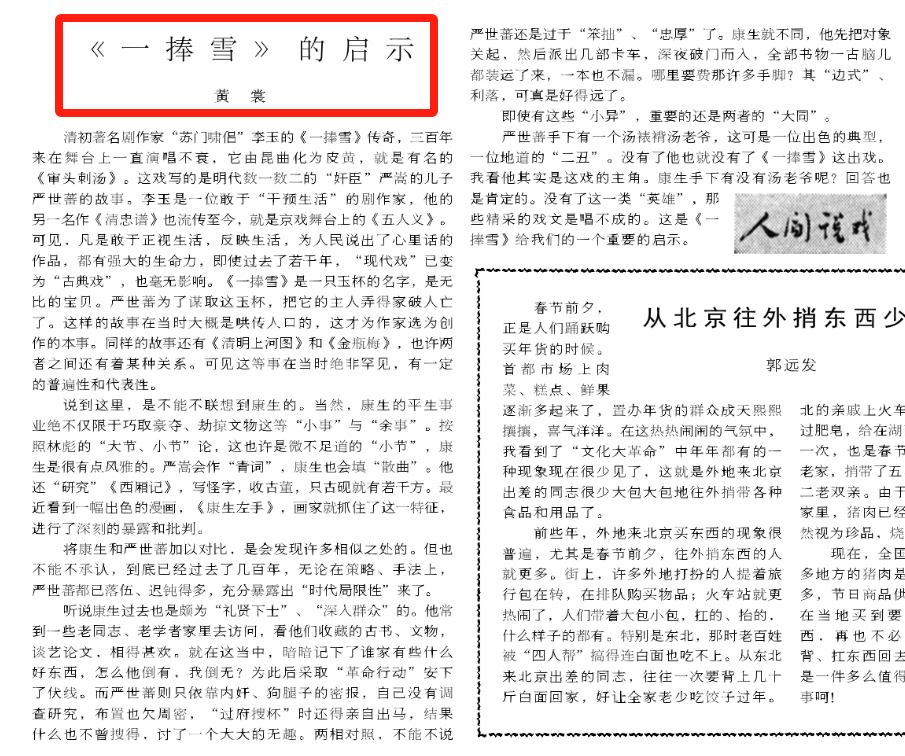 《一捧雪》的启示
黄裳
清初著名剧作家“苏门啸侣”李玉的《一捧雪》传奇，三百年
来在舞台上一直演唱不衰，它由昆曲化为皮黄，就是有名的
《审头刺汤》。这戏写的是明代数一数二的“奸臣”严嵩的儿子
严世蕃的故事。李玉是一位敢于“干预生活”的剧作家，他的
另一名作《清忠谱》也流传至今，就是京戏舞台上的《五人义》。
可见，凡是敢于正视生活，反映生活，为人民说出了心里话的
作品，都有强大的生命力，即使过去了若干年，“现代戏”已变
为“古典戏”，也毫无影响。《一捧雪》是一只玉杯的名字，是无
比的宝贝。严世蕃为了谋取这玉杯，把它的主人弄得家破人亡
了。这样的故事在当时大概是哄传人口的，这才为作家选为创
作的本事。同样的故事还有《清明上河图》和《金瓶梅》，也许两
者之间还有着某种关系。可见这等事在当时绝非罕见，有一定
的普遍性和代表性。
说到这里，是不能不联想到康生的。当然，康生的平生事
业绝不仅限于巧取豪夺、劫掠文物这等“小事”与“余事”。按
照林彪的“大节、小节”论，这也许是微不足道的“小节”，康
生是很有点风雅的。严嵩会作“青词”，康生也会填“散曲”。他
还“研究”《西厢记》，写怪字，收古董，只古砚就有若干方。最
近看到一幅出色的漫画，《康生左手》，画家就抓住了这一特征，
进行了深刻的暴露和批判。
将康生和严世蕃加以对比，是会发现许多相似之处的。但也
不能不承认，到底已经过去了几百年，无论在策略、手法上，
严世蕃都已落伍、迟钝得多，充分暴露出“时代局限性”来了。
听说康生过去也是颇为“礼贤下士”、“深入群众”的。他常
到一些老同志、老学者家里去访问，看他们收藏的古书、文物，
谈艺论文，相得甚欢。就在这当中，暗暗记下了谁家有些什么
好东西，怎么他倒有，我倒无？为此后采取“革命行动”安下
了伏线。而严世蕃则只依靠内奸、狗腿子的密报，自己没有调
查研究，布置也欠周密，“过府搜杯”时还得亲自出马，结果
什么也不曾搜得，讨了一个大大的无趣。两相对照，不能不说
严世蕃还是过于“笨拙”、“忠厚”了。康生就不同，他先把对象
关起，然后派出几部卡车，深夜破门而入，全部书物一古脑儿
都装运了来，一本也不漏。哪里要费那许多手脚？其“边式”、
利落，可真是好得远了。
即使有这些“小异”，重要的还是两者的“大同”。
严世蕃手下有一个汤裱褙汤老爷，这可是一位出色的典型，
一位地道的“二丑”。没有了他也就没有了《一捧雪》这出戏。
我看他其实是这戏的主角。康生手下有没有汤老爷呢？回答也
是肯定的。没有了这一类“英雄”，那
些精采的戏文是唱不成的。这是《一
捧雪》给我们的一个重要的启示。
人间说戏
从北京往外捎东西少
郭远发
春节前夕，
正是人们踊跃购
买年货的时候。
首都市场上肉
菜、糕点、鲜果
逐渐多起来了，置办年货的群众成天熙熙
攘攘，喜气洋洋。在这热热闹闹的气氛中，
我看到了“文化大革命”中年年都有的一
种现象现在很少见了，这就是外地来北京
出差的同志很少大包大包地往外捎带各种
食品和用品了。
前些年，外地来北京买东西的现象很
普遍，尤其是春节前夕，往外捎东西的人
就更多。街上，许多外地打扮的人提着旅
行包在转，在排队购买物品；火车站就更
热闹了，人们带着大包小包，扛的、抬的，
什么样子的都有。特别是东北，那时老百姓
被“四人帮”搞得连白面也吃不上。从东北
来北京出差的同志，往往一次要背上几十
斤白面回家，好让全家老少吃饺子过年。
北的亲戚上火车
过肥皂，给在湖
一次，也是春节
老家，捎带了五
二老双亲。由于
家里，猪肉已经
然视为珍品，烧
现在，全国
多地方的猪肉是
多，节日商品供
在当地买到要
西，再也不必
背、扛东西回去
是一件多么值得
事呵！